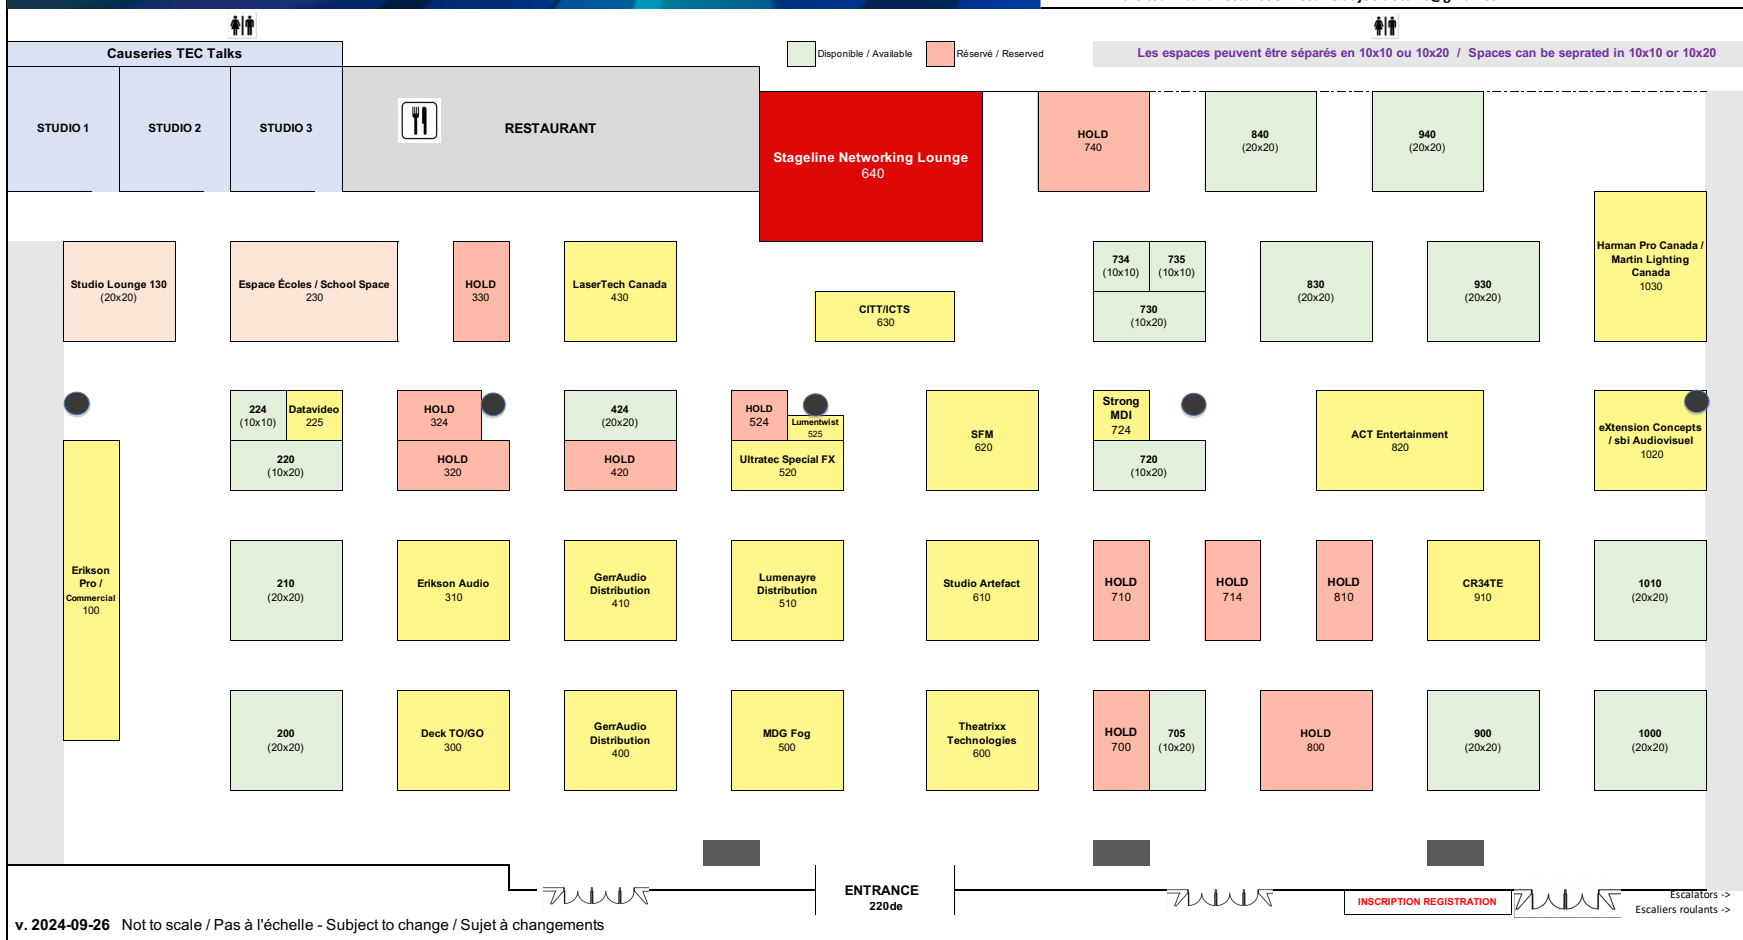 Causeries TEC Talks
Disponible / Available
Réservé / Reserved
Les espaces peuvent être séparés en 10x10 ou 10x20 / Spaces can be seprated in 10x10 or 10x20
STUDIO 1
STUDIO 2
STUDIO 3
RESTAURANT
Stageline Networking Lounge
640
HOLD
740
840
(20x20)
940
(20x20)
Studio Lounge 130
(20x20)
Espace Écoles / School Space
230
HOLD
330
LaserTech Canada
430
CITT/ICTS
630
734
(10x10)
735
(10x10)
730
(10x20)
830
(20x20)
930
(20x20)
Harman Pro Canada /
Martin Lighting
Canada
1030
224
(10x10)
Datavideo
225
220
(10x20)
HOLD
324
HOLD
320
424
(20x20)
HOLD
420
HOLD
524
Lumentwist
525
Ultratec Special FX
520
SFM
620
Strong
MDI
724
720
(10x20)
ACT Entertainment
820
eXtension Concepts
/ sbi Audiovisuel
1020
Erikson
Pro /
Commercial
100
210
(20x20)
Erikson Audio
310
GerrAudio
Distribution
410
Lumenayre
Distribution
510
Studio Artefact
610
HOLD
710
HOLD
714
HOLD
810
CR34TE
910
1010
(20x20)
200
(20x20)
Deck TO/GO
300
GerrAudio
Distribution
400
MDG Fog
500
Theatrixx
Technologies
600
HOLD
700
705
(10x20)
HOLD
800
900
(20x20)
1000
(20x20)
ENTRANCE
220de
INSCRIPTION REGISTRATION
Escalators ->
Escaliers roulants ->
v. 2024-09-26 Not to scale / Pas à l'échelle - Subject to change / Sujet à changements